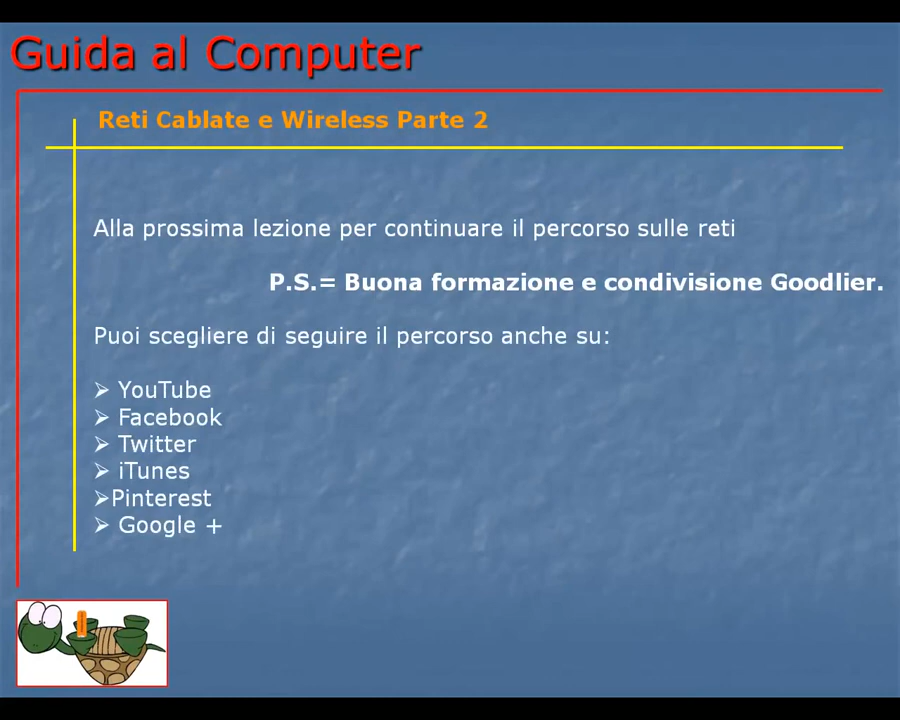 Guida al Computer
Reti Cablate e Wireless Parte 2
Alla prossima lezione per continuare il percorso sulle reti
P.S.= Buona formazione e condivisione Goodlier.
Puoi scegliere di seguire il percorso anche su:
➢ YouTube
➢ Facebook
➢ Twitter
➢ iTunes
➢Pinterest
➢ Google +